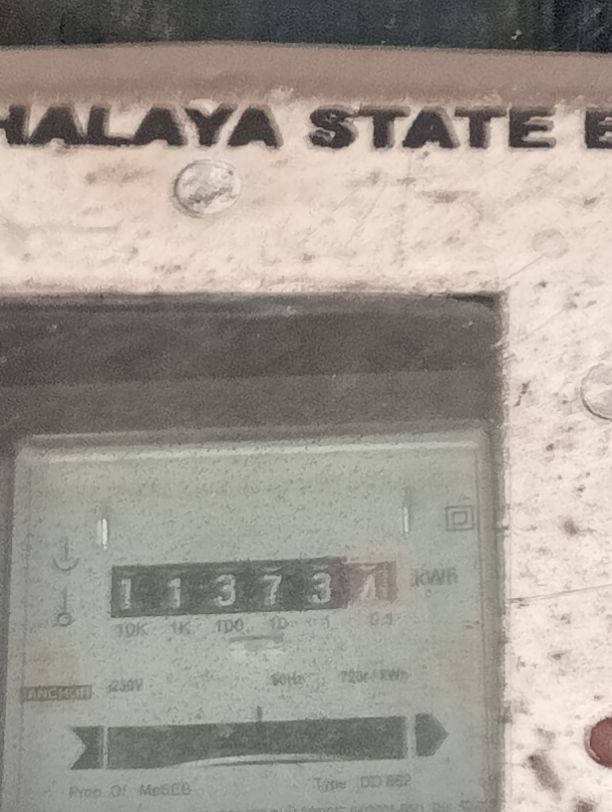 HALAYA STATE E
1 1 3 7 3
kWh
10K 1K 100 10 1 0.1
230V 50Hz 720r/kWh
ANCHOR
Prop. Of MeSEB Type DD 862